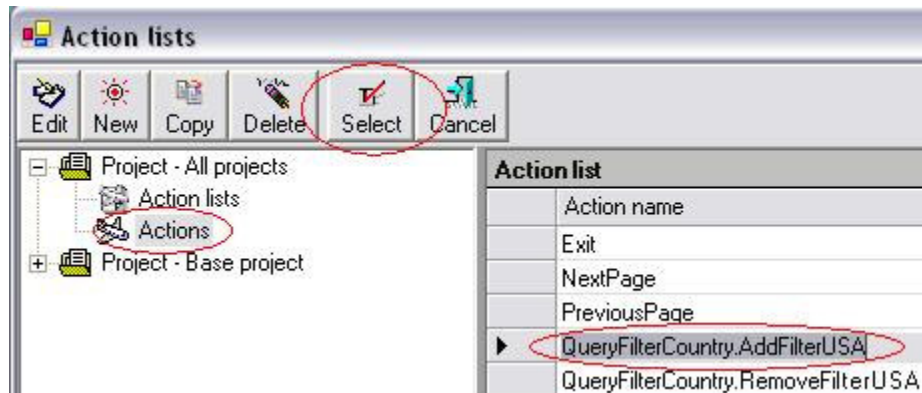 Action lists
Edit New Copy Delete Select Cancel
Project - All projects
Action lists
Actions
Project - Base project
Action list
Action name
Exit
NextPage
PreviousPage
QueryFilterCountry.AddFilterUSA
QueryFilterCountry.RemoveFilterUSA